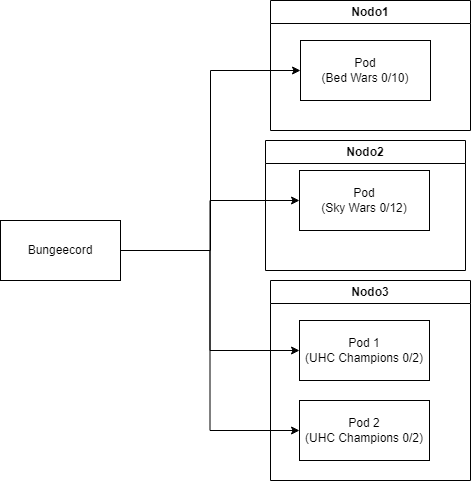 Nodo1
Pod
(Bed Wars 0/10)
Nodo2
Pod
(Sky Wars 0/12)
Bungeecord
Nodo3
Pod 1
(UHC Champions 0/2)
Pod 2
(UHC Champions 0/2)